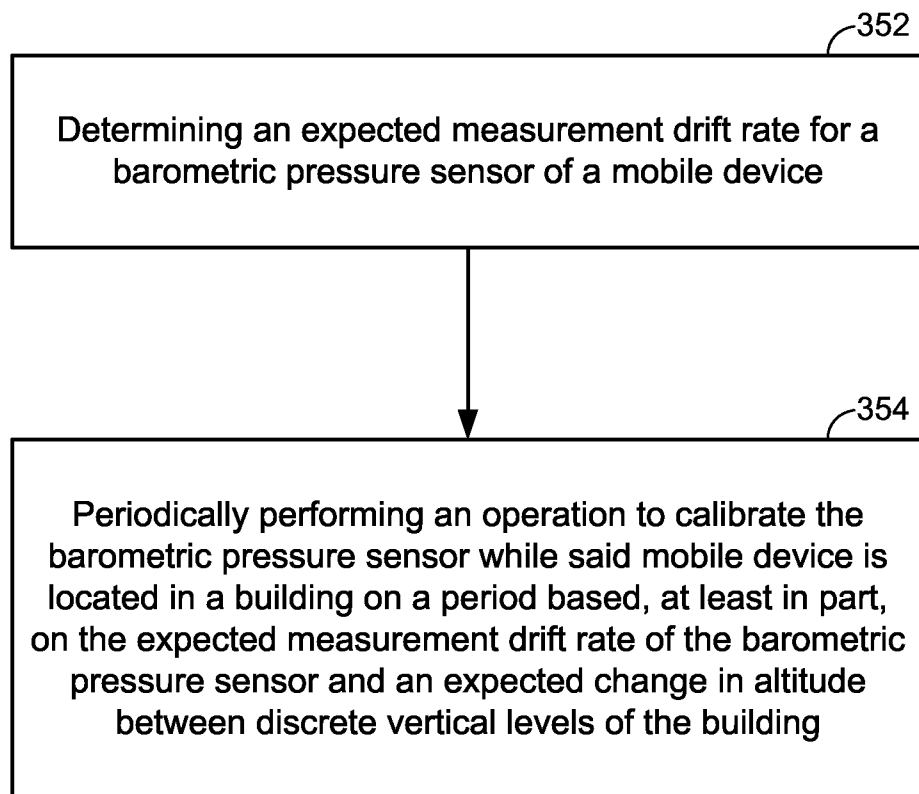 352
Determining an expected measurement drift rate for a
barometric pressure sensor of a mobile device
354
Periodically performing an operation to calibrate the
barometric pressure sensor while said mobile device is
located in a building on a period based, at least in part,
on the expected measurement drift rate of the barometric
pressure sensor and an expected change in altitude
between discrete vertical levels of the building